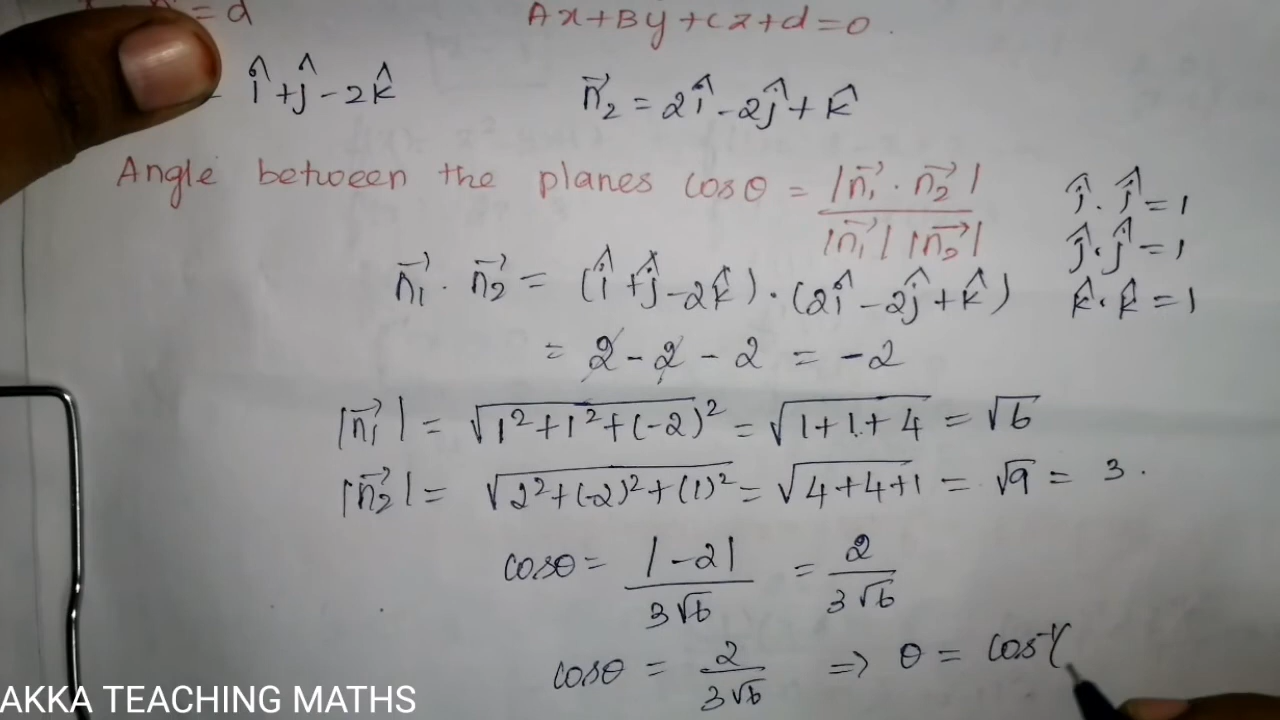 = d Ax+By+Cz+d=0.
î+ĵ-2k̂ n⃗₂ = 2î-2ĵ+k̂
Angle between the planes cosθ = |n⃗₁ . n⃗₂| / |n⃗₁| |n⃗₂|
î . î = 1
ĵ . ĵ = 1
k̂ . k̂ = 1
n⃗₁ . n⃗₂ = (î+ĵ-2k̂) . (2î-2ĵ+k̂)
= 2 - 2 - 2 = -2
|n⃗₁| = √(1²+1²+(-2)²) = √(1+1+4) = √6
|n⃗₂| = √(2²+(-2)²+(1)²) = √(4+4+1) = √9 = 3.
cosθ = |-2| / 3√6 = 2 / 3√6
cosθ = 2 / 3√6 => θ = cos⁻¹(
AKKA TEACHING MATHS